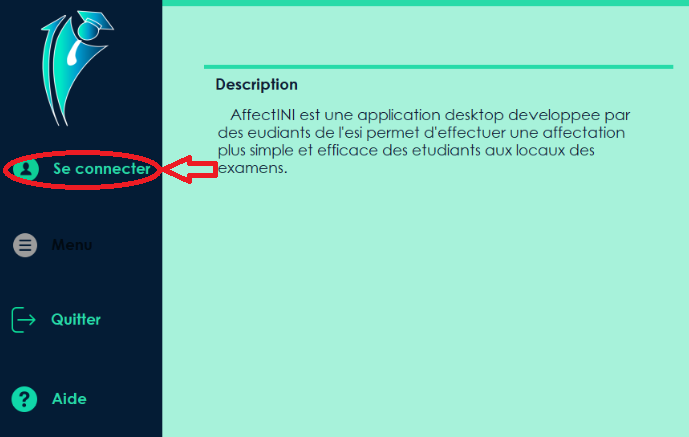 Description
AffectINI est une application desktop developpee par
des eudiants de l'esi permet d'effectuer une affectation
plus simple et efficace des etudiants aux locaux des
examens.
Se connecter
Menu
Quitter
Aide